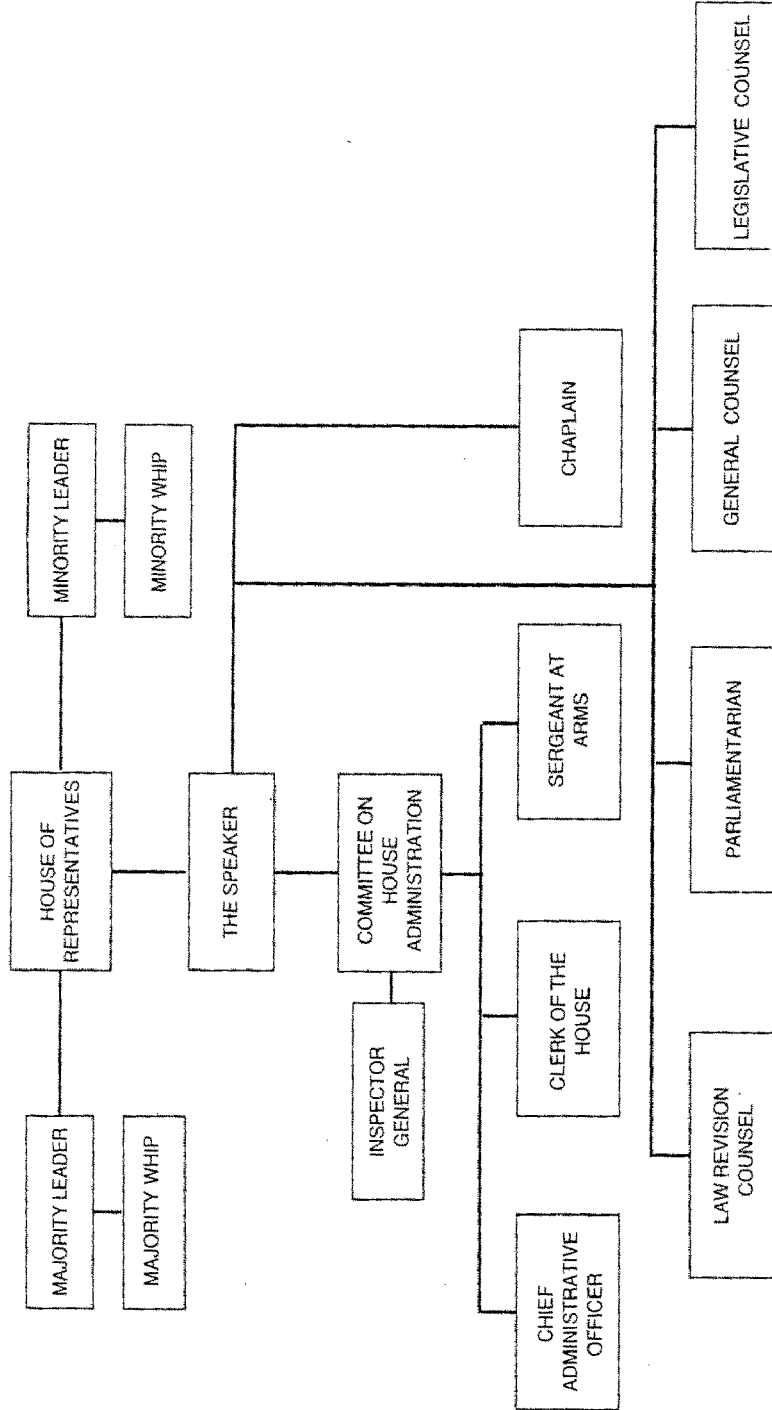 HOUSE OF
REPRESENTATIVES
MAJORITY LEADER
MINORITY LEADER
MAJORITY WHIP
MINORITY WHIP
THE SPEAKER
INSPECTOR
GENERAL
COMMITTEE ON
HOUSE
ADMINISTRATION
CHIEF
ADMINISTRATIVE
OFFICER
CLERK OF THE
HOUSE
SERGEANT AT
ARMS
CHAPLAIN
LAW REVISION
COUNSEL
PARLIAMENTARIAN
GENERAL COUNSEL
LEGISLATIVE COUNSEL